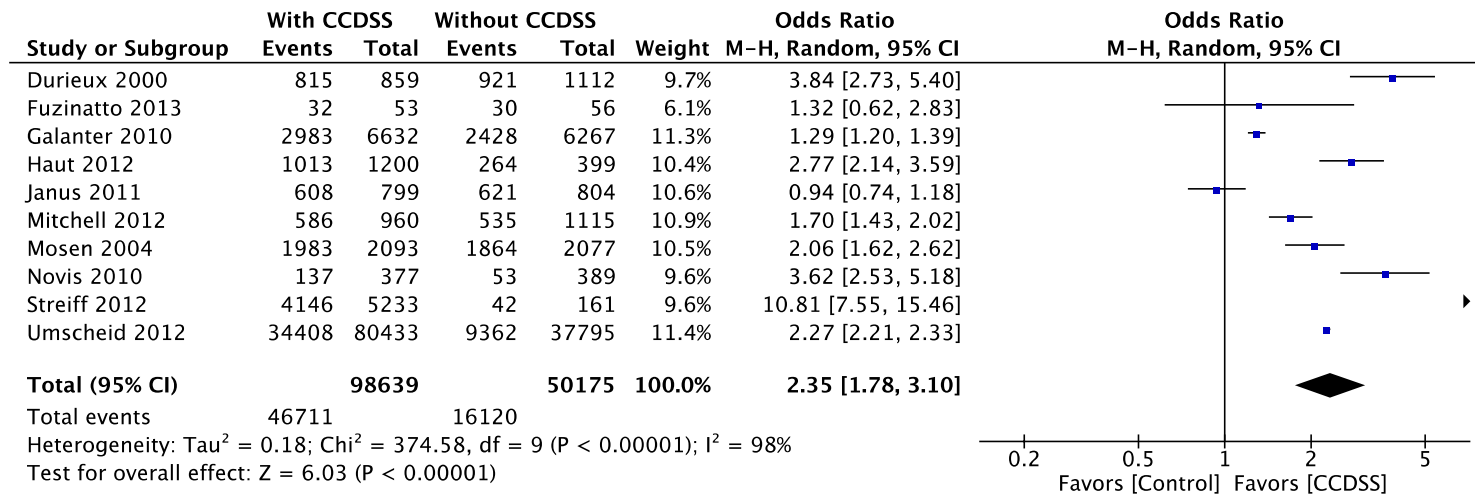 With CCDSS Without CCDSS Odds Ratio Odds Ratio
Study or Subgroup Events Total Events Total Weight M-H, Random, 95% CI M-H, Random, 95% CI
Durieux 2000 815 859 921 1112 9.7% 3.84 [2.73, 5.40]
Fuzinatto 2013 32 53 30 56 6.1% 1.32 [0.62, 2.83]
Galanter 2010 2983 6632 2428 6267 11.3% 1.29 [1.20, 1.39]
Haut 2012 1013 1200 264 399 10.4% 2.77 [2.14, 3.59]
Janus 2011 608 799 621 804 10.6% 0.94 [0.74, 1.18]
Mitchell 2012 586 960 535 1115 10.9% 1.70 [1.43, 2.02]
Mosen 2004 1983 2093 1864 2077 10.5% 2.06 [1.62, 2.62]
Novis 2010 137 377 53 389 9.6% 3.62 [2.53, 5.18]
Streiff 2012 4146 5233 42 161 9.6% 10.81 [7.55, 15.46]
Umscheid 2012 34408 80433 9362 37795 11.4% 2.27 [2.21, 2.33]
Total (95% CI) 98639 50175 100.0% 2.35 [1.78, 3.10]
Total events 46711 16120
Heterogeneity: Tau² = 0.18; Chi² = 374.58, df = 9 (P < 0.00001); I² = 98%
Test for overall effect: Z = 6.03 (P < 0.00001)
0.2 0.5 1 2 5
Favors [Control] Favors [CCDSS]